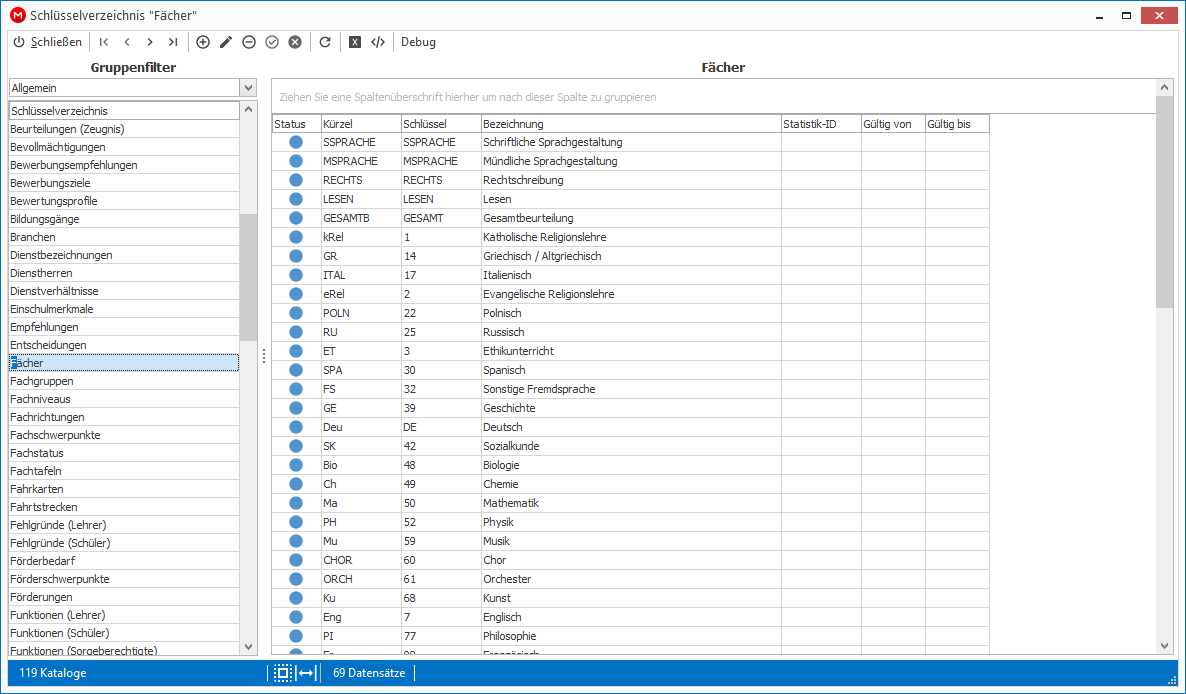 Schlüsselverzeichnis "Fächer"
Schließen Debug
Gruppenfilter
Allgemein
Schlüsselverzeichnis
Beurteilungen (Zeugnis)
Bevollmächtigungen
Bewerbungsempfehlungen
Bewerbungsziele
Bewertungsprofile
Bildungsgänge
Branchen
Dienstbezeichnungen
Dienstherren
Dienstverhältnisse
Einschulmerkmale
Empfehlungen
Entscheidungen
Fächer
Fachgruppen
Fachniveaus
Fachrichtungen
Fachschwerpunkte
Fachstatus
Fachtafeln
Fahrkarten
Fahrtstrecken
Fehlgründe (Lehrer)
Fehlgründe (Schüler)
Förderbedarf
Förderschwerpunkte
Förderungen
Funktionen (Lehrer)
Funktionen (Schüler)
Funktionen (Sorgeberechtigte)
Fächer
Ziehen Sie eine Spaltenüberschrift hierher um nach dieser Spalte zu gruppieren
Status Kürzel Schlüssel Bezeichnung Statistik-ID Gültig von Gültig bis
SSPRACHE SSPRACHE Schriftliche Sprachgestaltung
MSPRACHE MSPRACHE Mündliche Sprachgestaltung
RECHTS RECHTS Rechtschreibung
LESEN LESEN Lesen
GESAMTB GESAMT Gesamtbeurteilung
kRel 1 Katholische Religionslehre
GR 14 Griechisch / Altgriechisch
ITAL 17 Italienisch
eRel 2 Evangelische Religionslehre
POLN 22 Polnisch
RU 25 Russisch
ET 3 Ethikunterricht
SPA 30 Spanisch
FS 32 Sonstige Fremdsprache
GE 39 Geschichte
Deu DE Deutsch
SK 42 Sozialkunde
Bio 48 Biologie
Ch 49 Chemie
Ma 50 Mathematik
PH 52 Physik
Mu 59 Musik
CHOR 60 Chor
ORCH 61 Orchester
Ku 68 Kunst
Eng 7 Englisch
PI 77 Philosophie
119 Kataloge 69 Datensätze